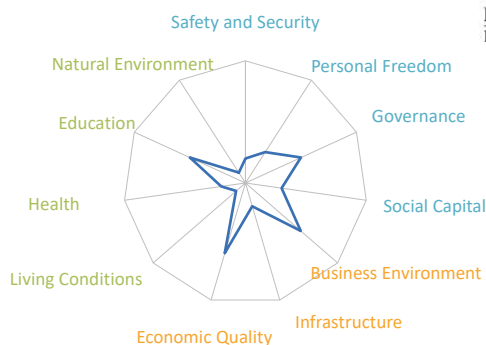 Safety and Security
Natural Environment
Personal Freedom
Education
Governance
Health
Social Capital
Living Conditions
Business Environment
Economic Quality
Infrastructure